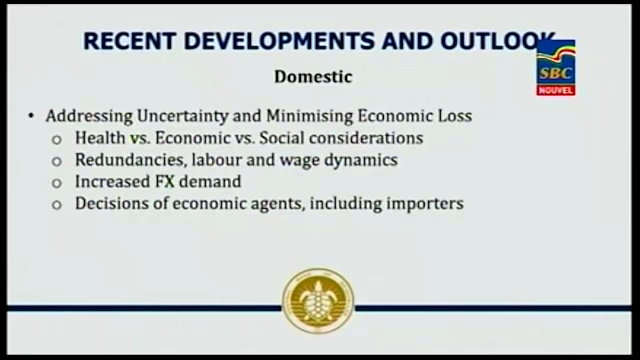 RECENT DEVELOPMENTS AND OUTLOOK
SBC
NOUVEL
Domestic
• Addressing Uncertainty and Minimising Economic Loss
o Health vs. Economic vs. Social considerations
o Redundancies, labour and wage dynamics
o Increased FX demand
o Decisions of economic agents, including importers